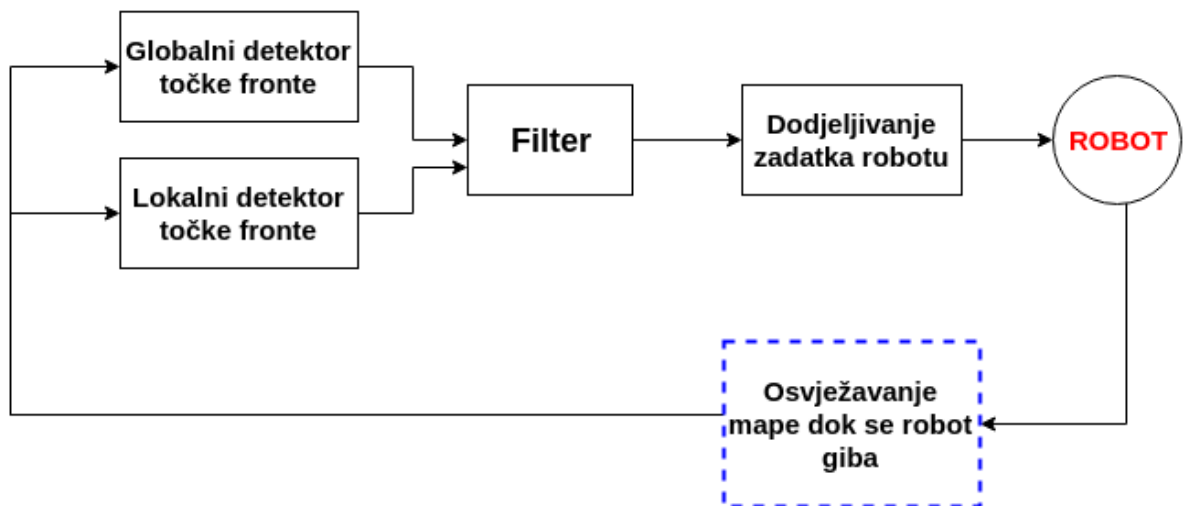 Globalni detektor
točke fronte
Lokalni detektor
točke fronte
Filter
Dodjeljivanje
zadatka robotu
ROBOT
Osvježavanje
mape dok se robot
giba